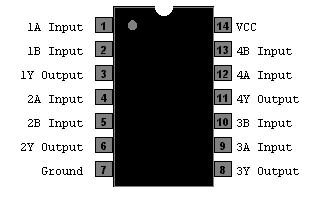 1A Input 1 14 VCC
1B Input 2 13 4B Input
1Y Output 3 12 4A Input
2A Input 4 11 4Y Output
2B Input 5 10 3B Input
2Y Output 6 9 3A Input
Ground 7 8 3Y Output